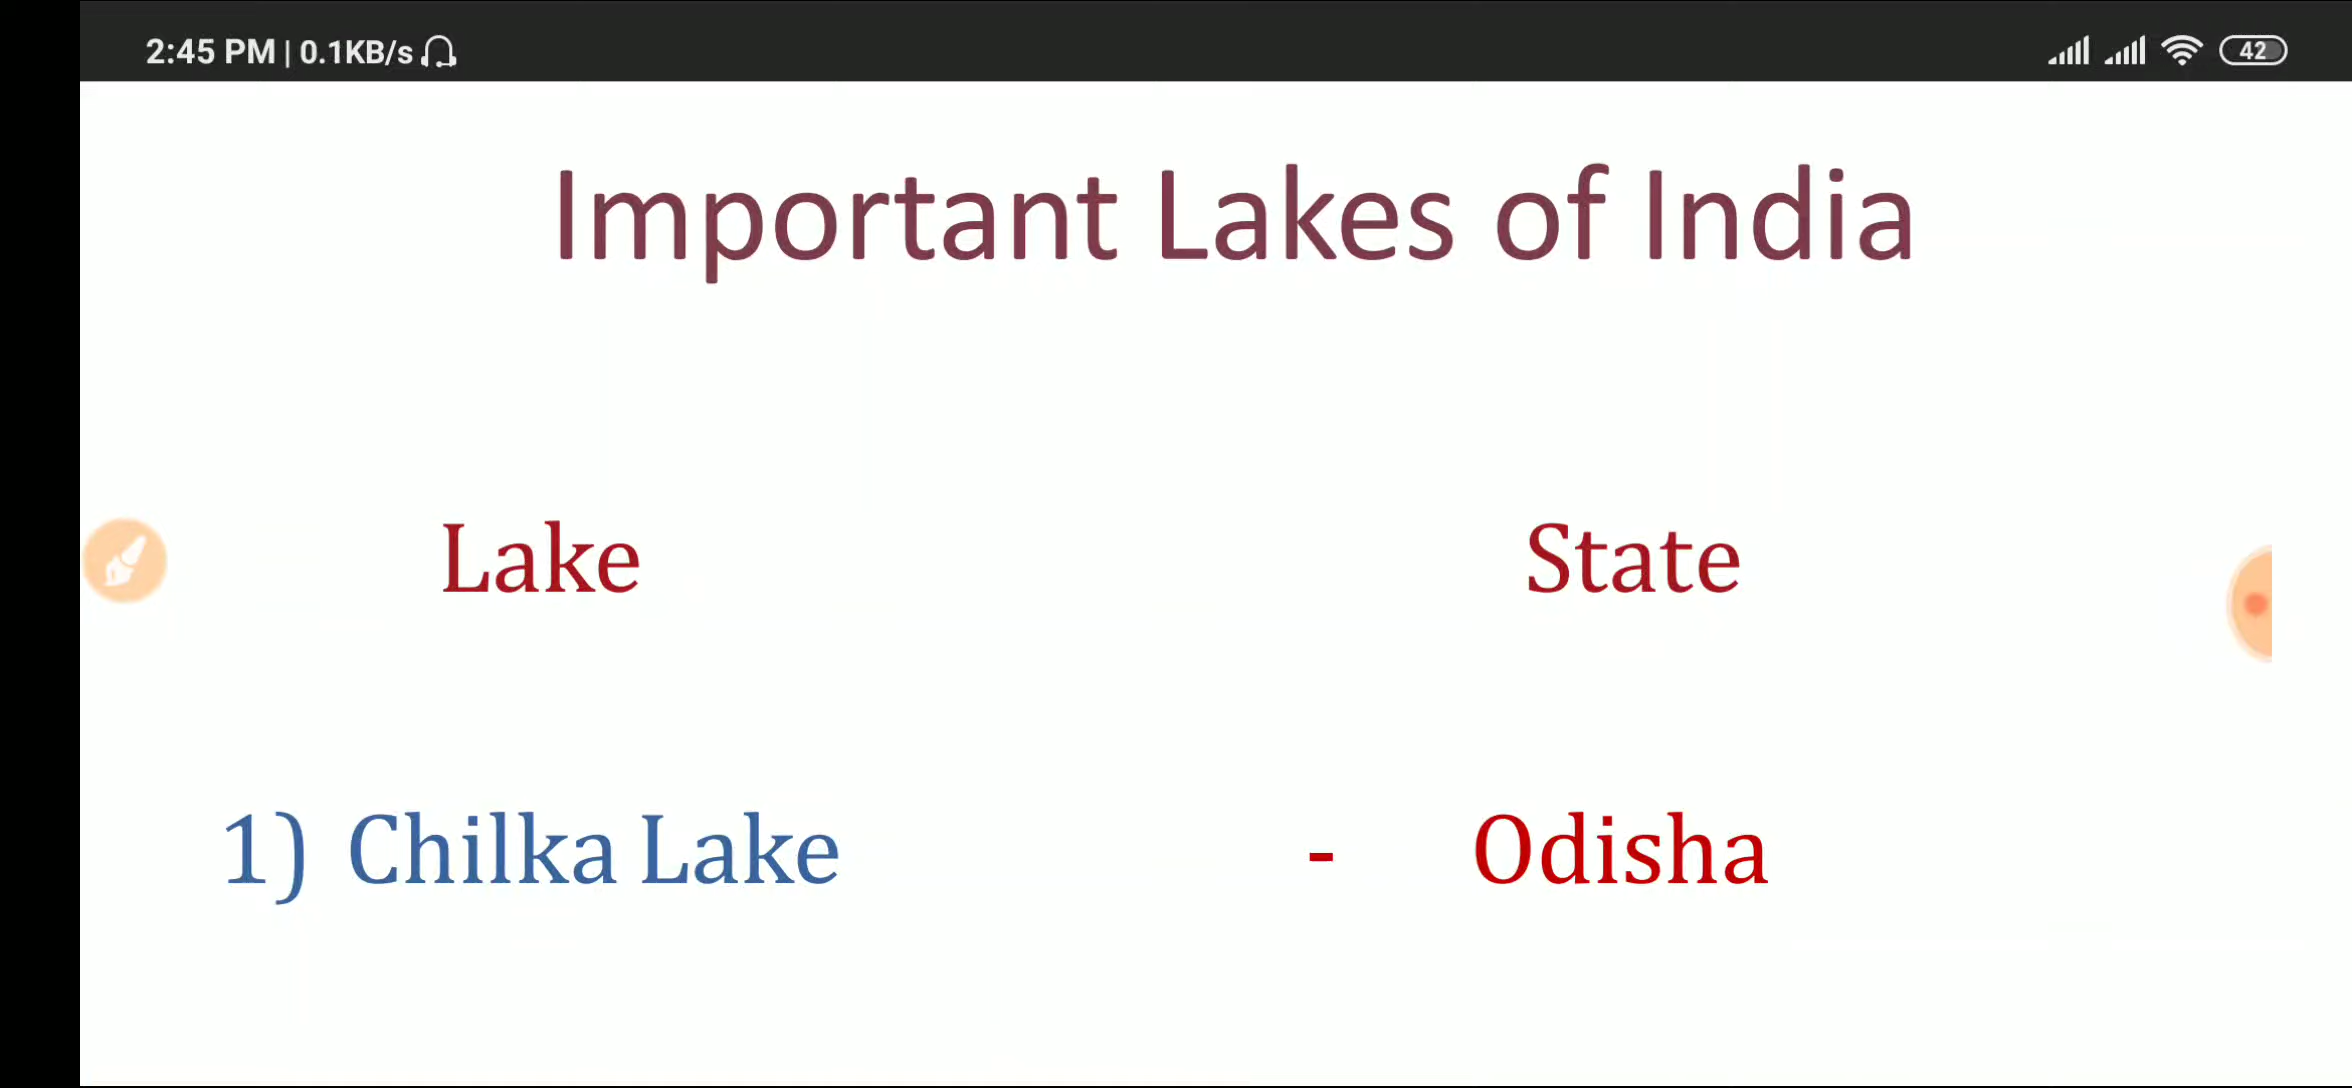 2:45 PM | 0.1KB/s 42
Important Lakes of India
Lake State
1) Chilka Lake - Odisha